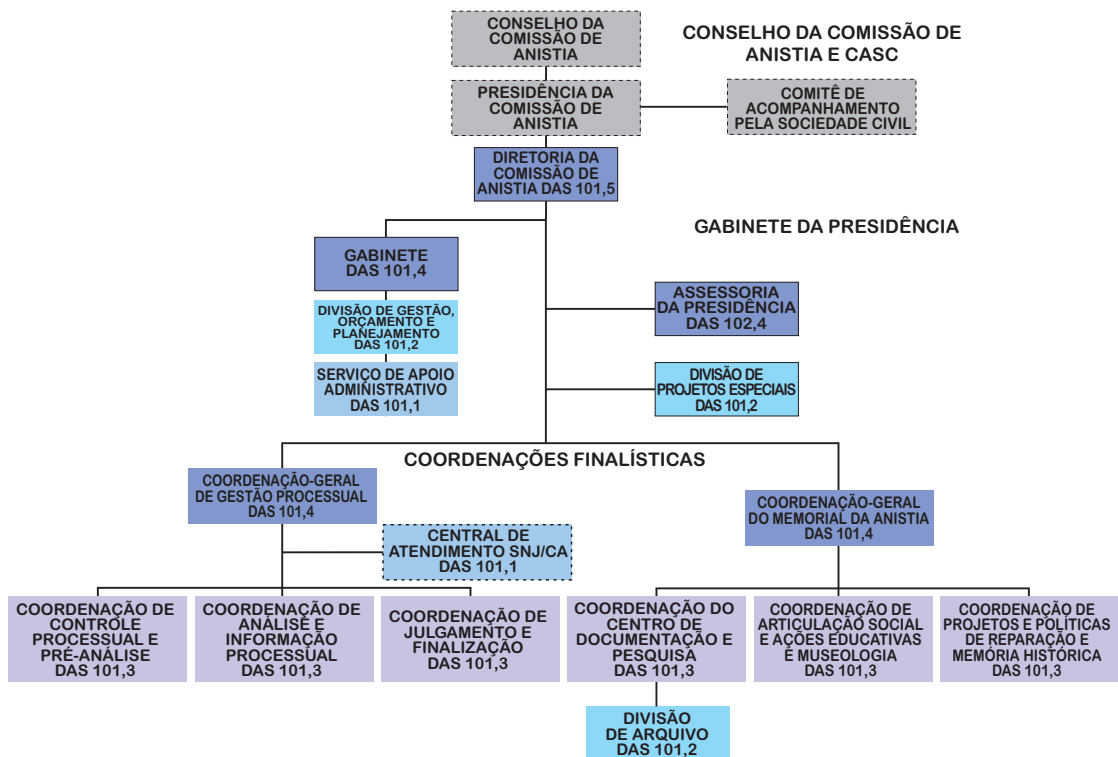 CONSELHO DA
COMISSÃO DE
ANISTIA
CONSELHO DA COMISSÃO DE
ANISTIA E CASC
PRESIDÊNCIA DA
COMISSÃO DE
ANISTIA
COMITÊ DE
ACOMPANHAMENTO
PELA SOCIEDADE CIVIL
DIRETORIA DA
COMISSÃO DE
ANISTIA DAS 101,5
GABINETE DA PRESIDÊNCIA
GABINETE
DAS 101,4
DIVISÃO DE GESTÃO,
ORÇAMENTO E
PLANEJAMENTO
DAS 101,2
SERVIÇO DE APOIO
ADMINISTRATIVO
DAS 101,1
ASSESSORIA
DA PRESIDÊNCIA
DAS 102,4
DIVISÃO DE
PROJETOS ESPECIAIS
DAS 101,2
COORDENAÇÕES FINALÍSTICAS
COORDENAÇÃO-GERAL
DE GESTÃO PROCESSUAL
DAS 101,4
COORDENAÇÃO-GERAL
DO MEMORIAL DA ANISTIA
DAS 101,4
CENTRAL DE
ATENDIMENTO SNJ/CA
DAS 101,1
COORDENAÇÃO DE
CONTROLE
PROCESSUAL E
PRÉ-ANÁLISE
DAS 101,3
COORDENAÇÃO DE
ANÁLISE E
INFORMAÇÃO
PROCESSUAL
DAS 101,3
COORDENAÇÃO
DE JULGAMENTO E
FINALIZAÇÃO
DAS 101,3
COORDENAÇÃO DO
CENTRO DE
DOCUMENTAÇÃO E
PESQUISA
DAS 101,3
COORDENAÇÃO DE
ARTICULAÇÃO SOCIAL
E AÇÕES EDUCATIVAS
E MUSEOLOGIA
DAS 101,3
COORDENAÇÃO DE
PROJETOS E POLÍTICAS
DE REPARAÇÃO E
MEMÓRIA HISTÓRICA
DAS 101,3
DIVISÃO
DE ARQUIVO
DAS 101,2